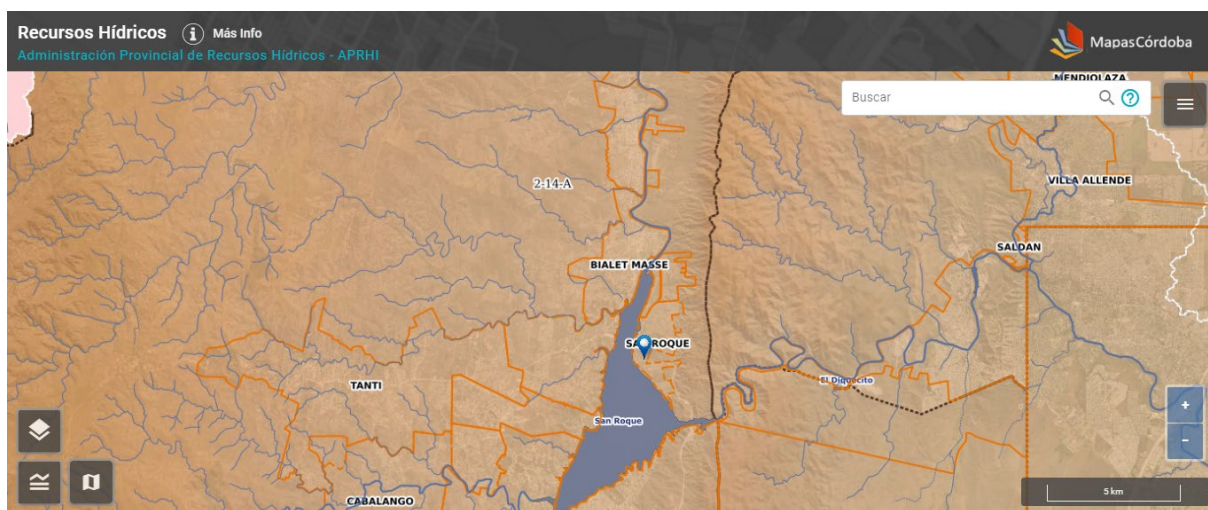 Recursos Hídricos
i
Más Info
Administración Provincial de Recursos Hídricos - APRHI
MapasCórdoba
MENDIOLAZA
Buscar
?
2-14-A
VILLA ALLENDE
SALDAN
BIALET MASSE
SAN ROQUE
TANTI
El Diquecito
San Roque
+
-
CABALANGO
5 km